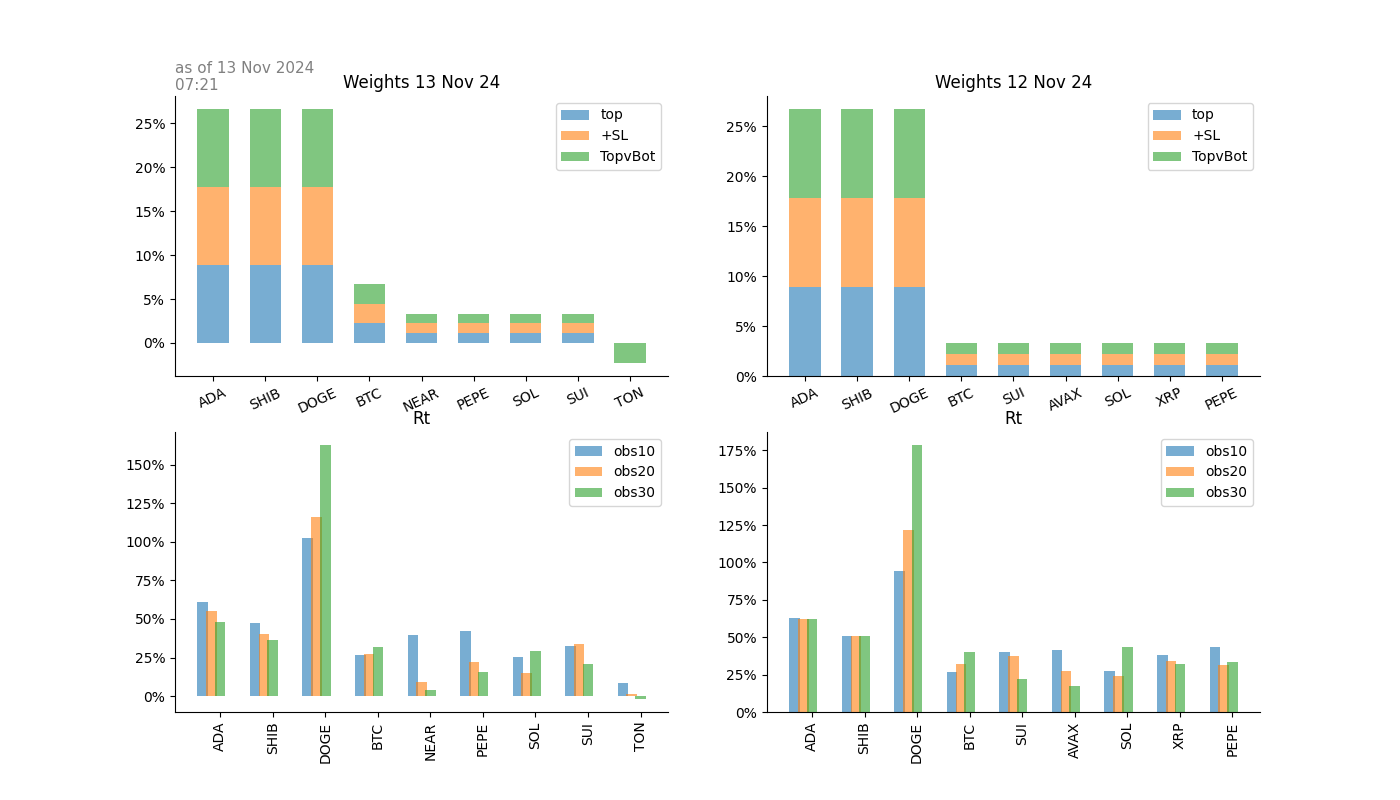 as of 13 Nov 2024
07:21
Weights 13 Nov 24
25%
20%
15%
10%
5%
0%
top
+SL
TopvBot
ADA
SHIB
DOGE
BTC
NEAR
PEPE
SOL
SUI
TON
Weights 12 Nov 24
25%
20%
15%
10%
5%
0%
top
+SL
TopvBot
ADA
SHIB
DOGE
BTC
SUI
AVAX
SOL
XRP
PEPE
Rt
150%
125%
100%
75%
50%
25%
0%
obs10
obs20
obs30
ADA
SHIB
DOGE
BTC
NEAR
PEPE
SOL
SUI
TON
Rt
175%
150%
125%
100%
75%
50%
25%
0%
obs10
obs20
obs30
ADA
SHIB
DOGE
BTC
SUI
AVAX
SOL
XRP
PEPE